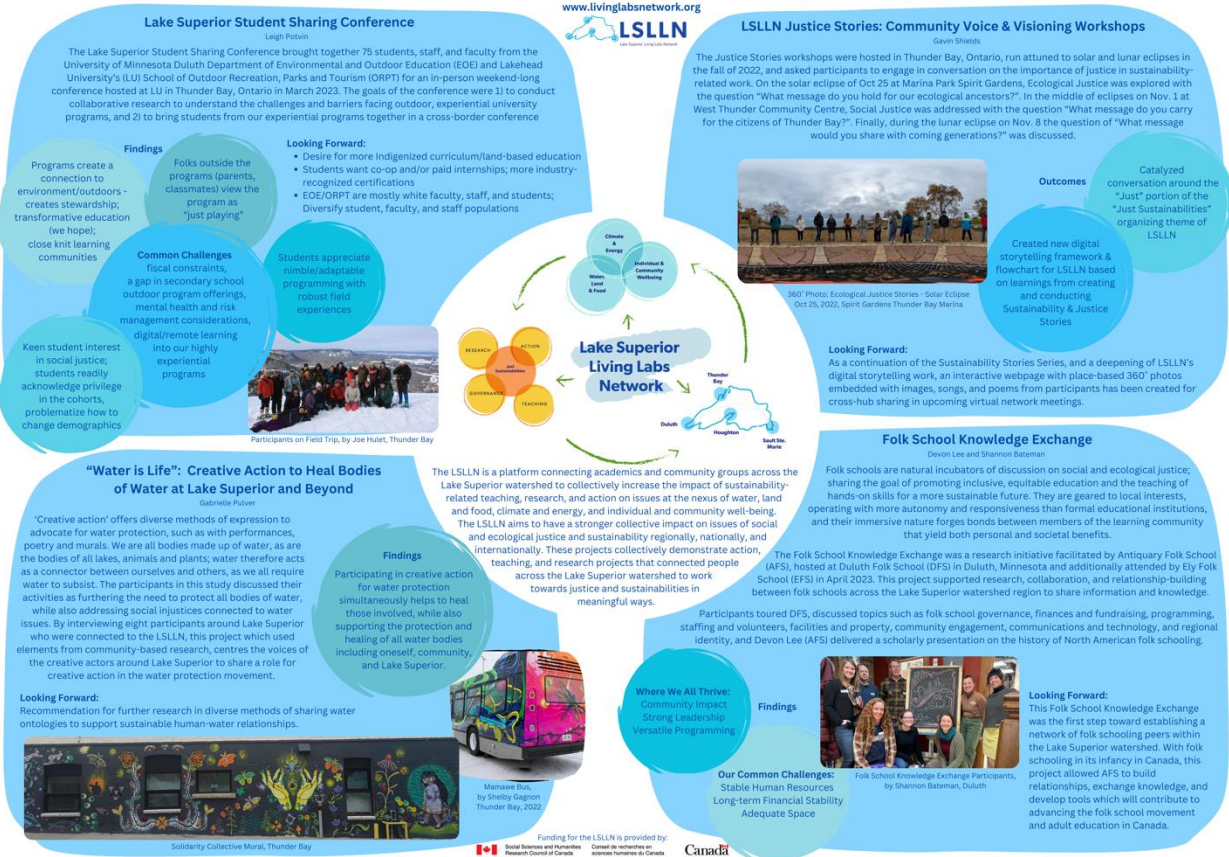 www.livinglabsnetwork.org
LSLLN
Lake Superior Living Labs Network
Lake Superior Student Sharing Conference
Leigh Potvin
The Lake Superior Student Sharing Conference brought together 75 students, staff, and faculty from the
University of Minnesota Duluth Department of Environmental and Outdoor Education (EOE) and Lakehead
University's (LU) School of Outdoor Recreation, Parks and Tourism (ORPT) for an in-person weekend-long
conference hosted at LU in Thunder Bay, Ontario in March 2023. The goals of the conference were 1) to conduct
collaborative research to understand the challenges and barriers facing outdoor, experiential university
programs, and 2) to bring students from our experiential programs together in a cross-border conference
Findings
Programs create a
connection to
environment/outdoors -
creates stewardship;
transformative education
(we hope);
close knit learning
communities
Folks outside the
programs (parents,
classmates) view the
program as
"just playing"
Common Challenges
fiscal constraints,
a gap in secondary school
outdoor program offerings,
mental health and risk
management considerations,
digital/remote learning
into our highly
experiential
programs
Students appreciate
nimble/adaptable
programming with
robust field
experiences
Keen student interest
in social justice;
students readily
acknowledge privilege
in the cohorts,
problematize how to
change demographics
Looking Forward:
• Desire for more Indigenized curriculum/land-based education
• Students want co-op and/or paid internships; more industry-
recognized certifications
• EOE/ORPT are mostly white faculty, staff, and students;
Diversify student, faculty, and staff populations
Participants on Field Trip, by Joe Hulet, Thunder Bay
LSLLN Justice Stories: Community Voice & Visioning Workshops
Gavin Shields
The Justice Stories workshops were hosted in Thunder Bay, Ontario, run attuned to solar and lunar eclipses in
the fall of 2022, and asked participants to engage in conversation on the importance of justice in sustainability-
related work. On the solar eclipse of Oct 25 at Marina Park Spirit Gardens, Ecological Justice was explored with
the question "What message do you hold for our ecological ancestors?". In the middle of eclipses on Nov. 1 at
West Thunder Community Centre, Social Justice was addressed with the question "What message do you carry
for the citizens of Thunder Bay?". Finally, during the lunar eclipse on Nov. 8 the question of "What message
would you share with coming generations?" was discussed.
360° Photo: Ecological Justice Stories - Solar Eclipse
Oct 25, 2022, Spirit Gardens Thunder Bay Marina
Outcomes
Catalyzed
conversation around the
"Just" portion of the
"Just Sustainabilities"
organizing theme of
LSLLN
Created new digital
storytelling framework &
flowchart for LSLLN based
on learnings from creating
and conducting
Sustainability & Justice
Stories
Looking Forward:
As a continuation of the Sustainability Stories Series, and a deepening of LSLLN's
digital storytelling work, an interactive webpage with place-based 360° photos
embedded with images, songs, and poems from participants has been created for
cross-hub sharing in upcoming virtual network meetings.
Climate
&
Energy
Water,
Land
& Food
Individual &
Community
Wellbeing
RESEARCH
ACTION
Just
Sustainabilities
GOVERNANCE
TEACHING
Lake Superior
Living Labs
Network
Thunder
Bay
Duluth
Houghton
Sault Ste.
Marie
The LSLLN is a platform connecting academics and community groups across the
Lake Superior watershed to collectively increase the impact of sustainability-
related teaching, research, and action on issues at the nexus of water, land
and food, climate and energy, and individual and community well-being.
The LSLLN aims to have a stronger collective impact on issues of social
and ecological justice and sustainability regionally, nationally, and
internationally. These projects collectively demonstrate action,
teaching, and research projects that connected people
across the Lake Superior watershed to work
towards justice and sustainabilities in
meaningful ways.
"Water is Life": Creative Action to Heal Bodies
of Water at Lake Superior and Beyond
Gabrielle Pulver
'Creative action' offers diverse methods of expression to
advocate for water protection, such as with performances,
poetry and murals. We are all bodies made up of water, as are
the bodies of all lakes, animals and plants; water therefore acts
as a connector between ourselves and others, as we all require
water to subsist. The participants in this study discussed their
activities as furthering the need to protect all bodies of water,
while also addressing social injustices connected to water
issues. By interviewing eight participants around Lake Superior
who were connected to the LSLLN, this project which used
elements from community-based research, centres the voices of
the creative actors around Lake Superior to share a role for
creative action in the water protection movement.
Findings
Participating in creative action
for water protection
simultaneously helps to heal
those involved, while also
supporting the protection and
healing of all water bodies
including oneself, community,
and Lake Superior.
Looking Forward:
Recommendation for further research in diverse methods of sharing water
ontologies to support sustainable human-water relationships.
Solidarity Collective Mural, Thunder Bay
Mamawe Bus,
by Shelby Gagnon
Thunder Bay, 2022
Folk School Knowledge Exchange
Devon Lee and Shannon Bateman
Folk schools are natural incubators of discussion on social and ecological justice;
sharing the goal of promoting inclusive, equitable education and the teaching of
hands-on skills for a more sustainable future. They are geared to local interests,
operating with more autonomy and responsiveness than formal educational institutions,
and their immersive nature forges bonds between members of the learning community
that yield both personal and societal benefits.
The Folk School Knowledge Exchange was a research initiative facilitated by Antiquary Folk School
(AFS), hosted at Duluth Folk School (DFS) in Duluth, Minnesota and additionally attended by Ely Folk
School (EFS) in April 2023. This project supported research, collaboration, and relationship-building
between folk schools across the Lake Superior watershed region to share information and knowledge.
Participants toured DFS, discussed topics such as folk school governance, finances and fundraising, programming,
staffing and volunteers, facilities and property, community engagement, communications and technology, and regional
identity, and Devon Lee (AFS) delivered a scholarly presentation on the history of North American folk schooling.
Where We All Thrive:
Community Impact
Strong Leadership
Versatile Programming
Findings
Our Common Challenges:
Stable Human Resources
Long-term Financial Stability
Adequate Space
Folk School Knowledge Exchange Participants,
by Shannon Bateman, Duluth
Looking Forward:
This Folk School Knowledge Exchange
was the first step toward establishing a
network of folk schooling peers within
the Lake Superior watershed. With folk
schooling in its infancy in Canada, this
project allowed AFS to build
relationships, exchange knowledge, and
develop tools which will contribute to
advancing the folk school movement
and adult education in Canada.
Funding for the LSLLN is provided by:
Social Sciences and Humanities
Research Council of Canada
Conseil de recherches en
sciences humaines du Canada
Canada